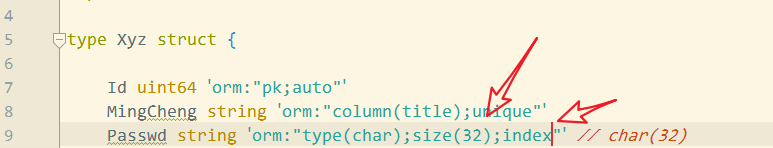 4
5 type Xyz struct {
6
7 Id uint64 'orm:"pk;auto"'
8 MingCheng string 'orm:"column(title);unique"'
9 Passwd string 'orm:"type(char);size(32);index"' // char(32)